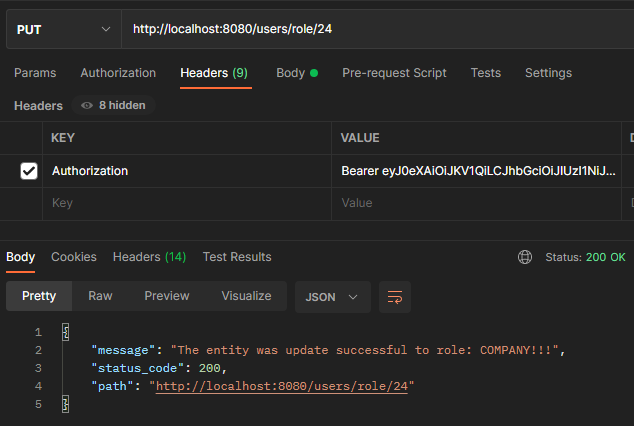 PUT http://localhost:8080/users/role/24
Params Authorization Headers (9) Body Pre-request Script Tests Settings
Headers 8 hidden
KEY VALUE D
Authorization Bearer eyJ0eXAiOiJKV1QiLCJhbGciOiJIUzI1NiJ...
Key Value D
Body Cookies Headers (14) Test Results Status: 200 OK
Pretty Raw Preview Visualize JSON
1 {
2 "message": "The entity was update successful to role: COMPANY!!!",
3 "status_code": 200,
4 "path": "http://localhost:8080/users/role/24"
5 }